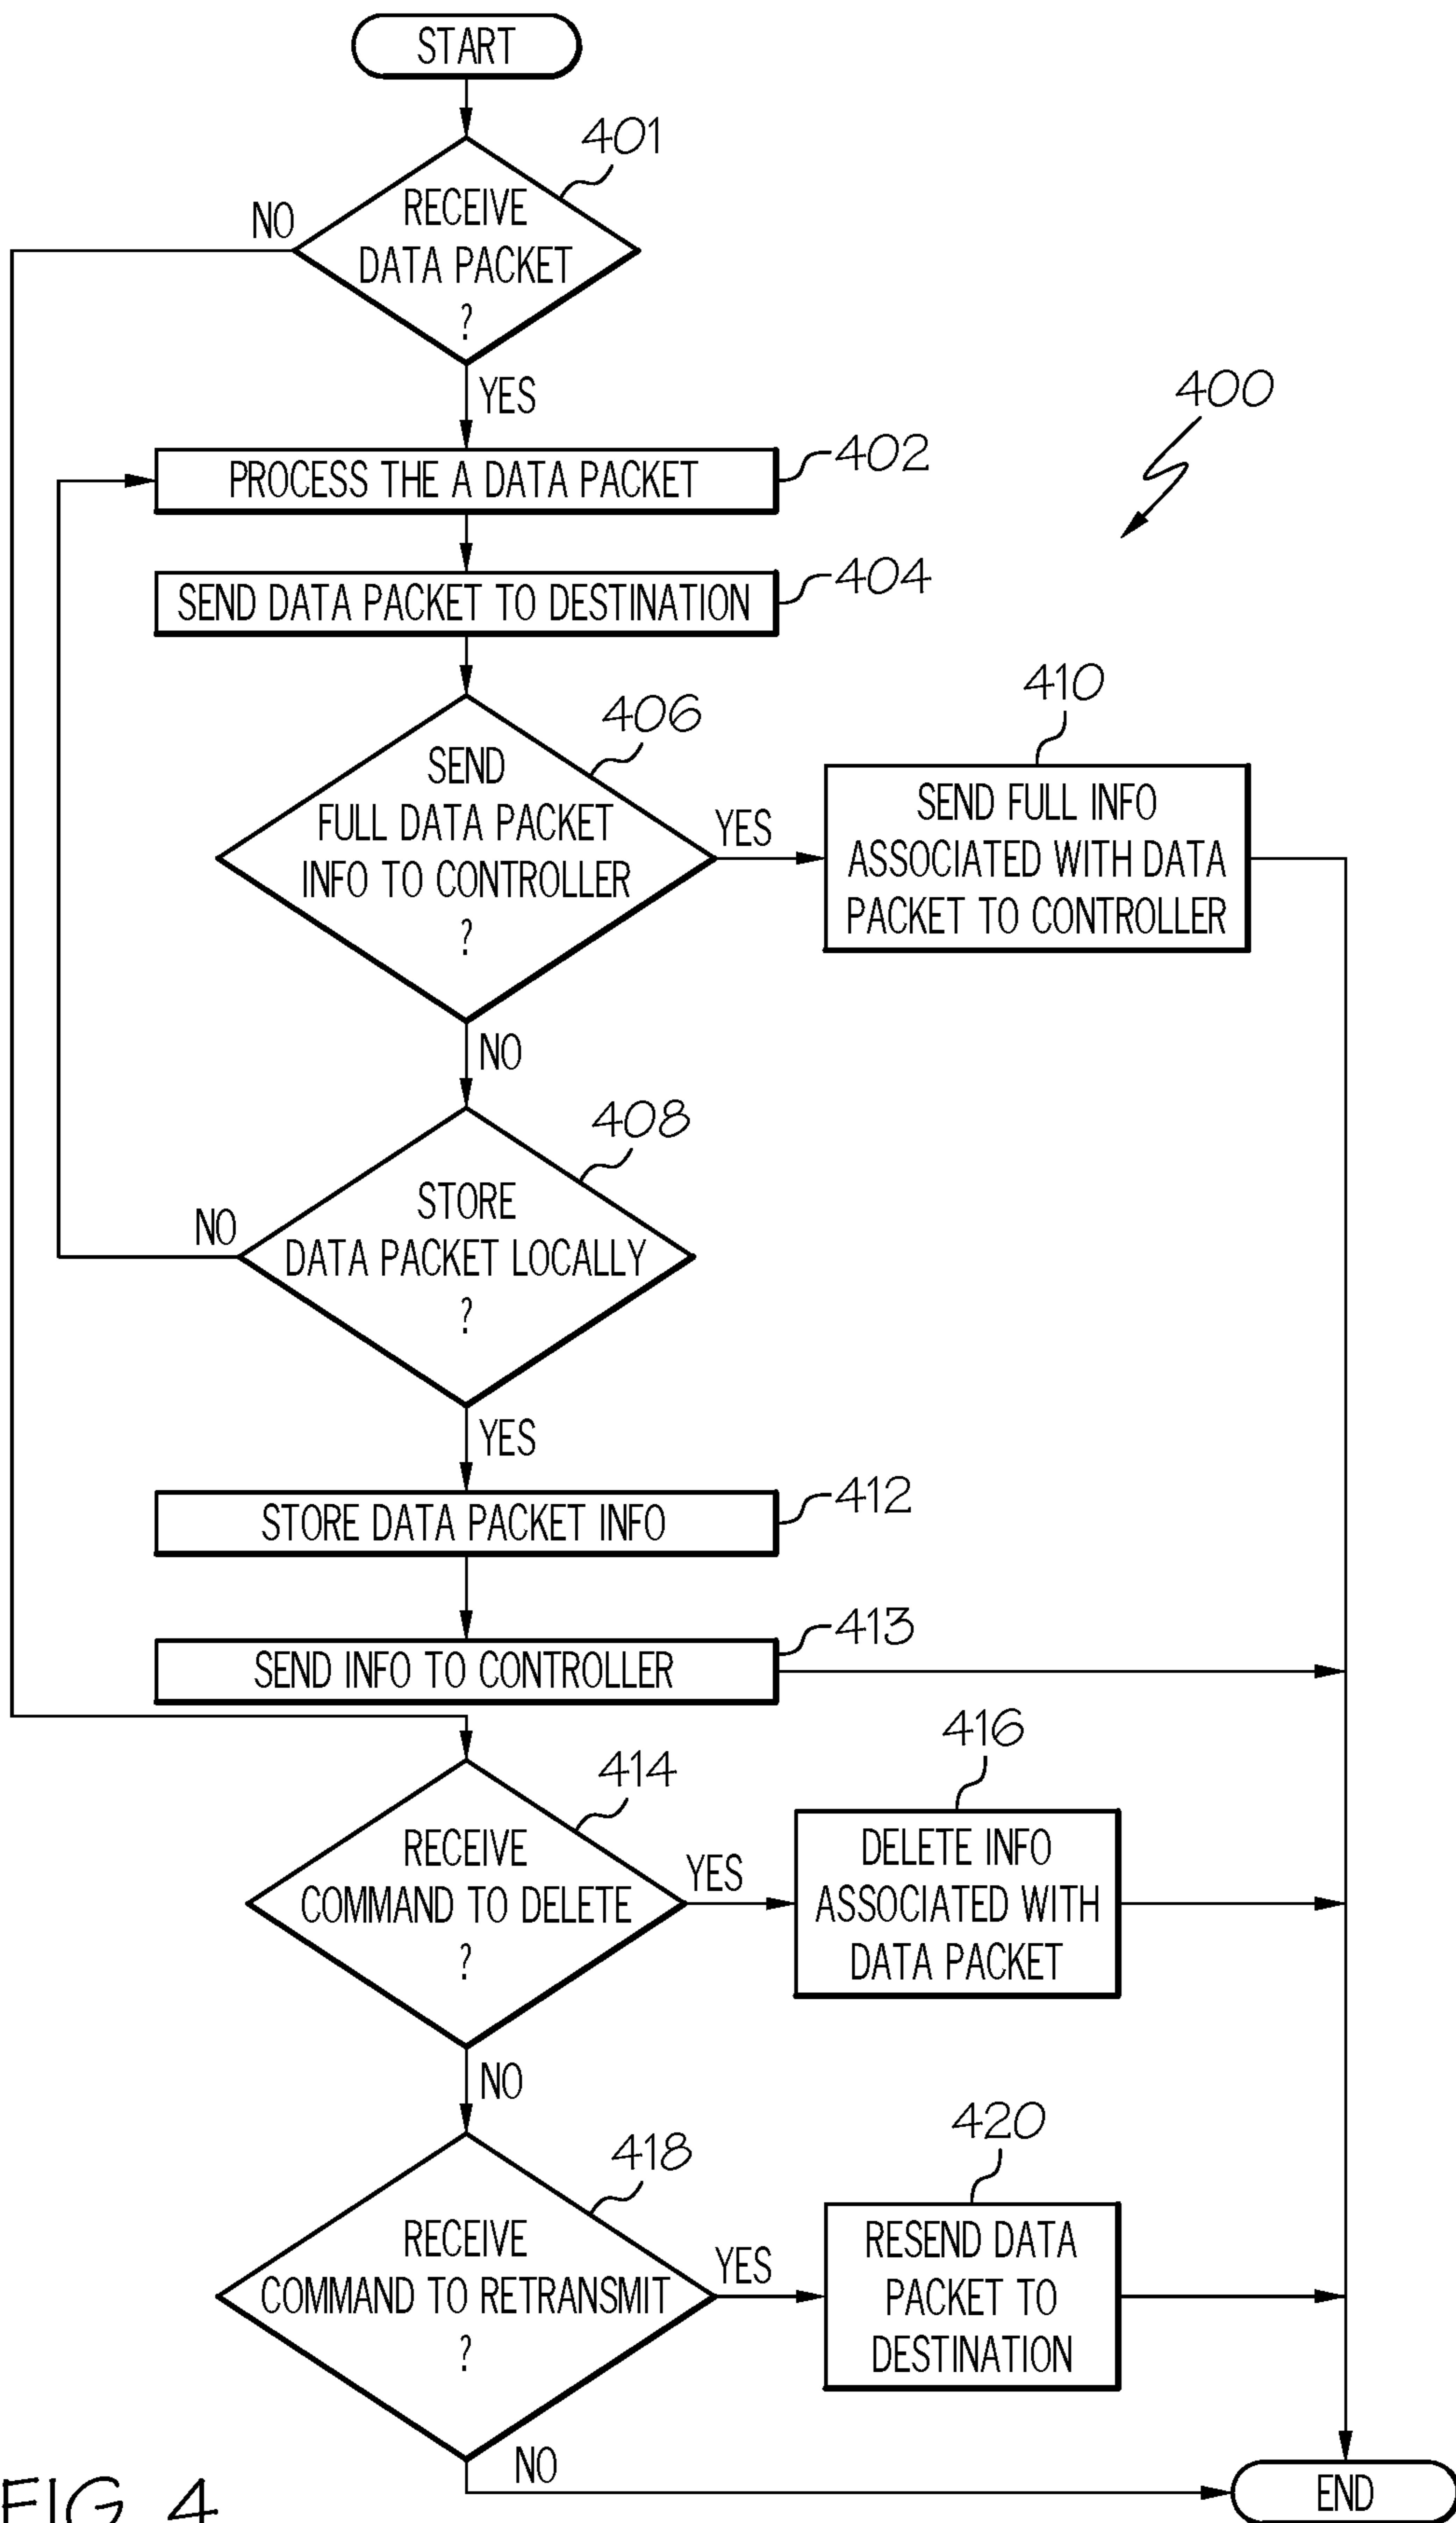 START
401
RECEIVE
DATA PACKET
?
NO
YES
400
PROCESS THE A DATA PACKET
402
SEND DATA PACKET TO DESTINATION
404
406
SEND
FULL DATA PACKET
INFO TO CONTROLLER
?
YES
410
SEND FULL INFO
ASSOCIATED WITH DATA
PACKET TO CONTROLLER
NO
408
STORE
DATA PACKET LOCALLY
?
NO
YES
STORE DATA PACKET INFO
412
SEND INFO TO CONTROLLER
413
414
RECEIVE
COMMAND TO DELETE
?
YES
416
DELETE INFO
ASSOCIATED WITH
DATA PACKET
NO
418
RECEIVE
COMMAND TO RETRANSMIT
?
YES
420
RESEND DATA
PACKET TO
DESTINATION
NO
END
FIG. 4